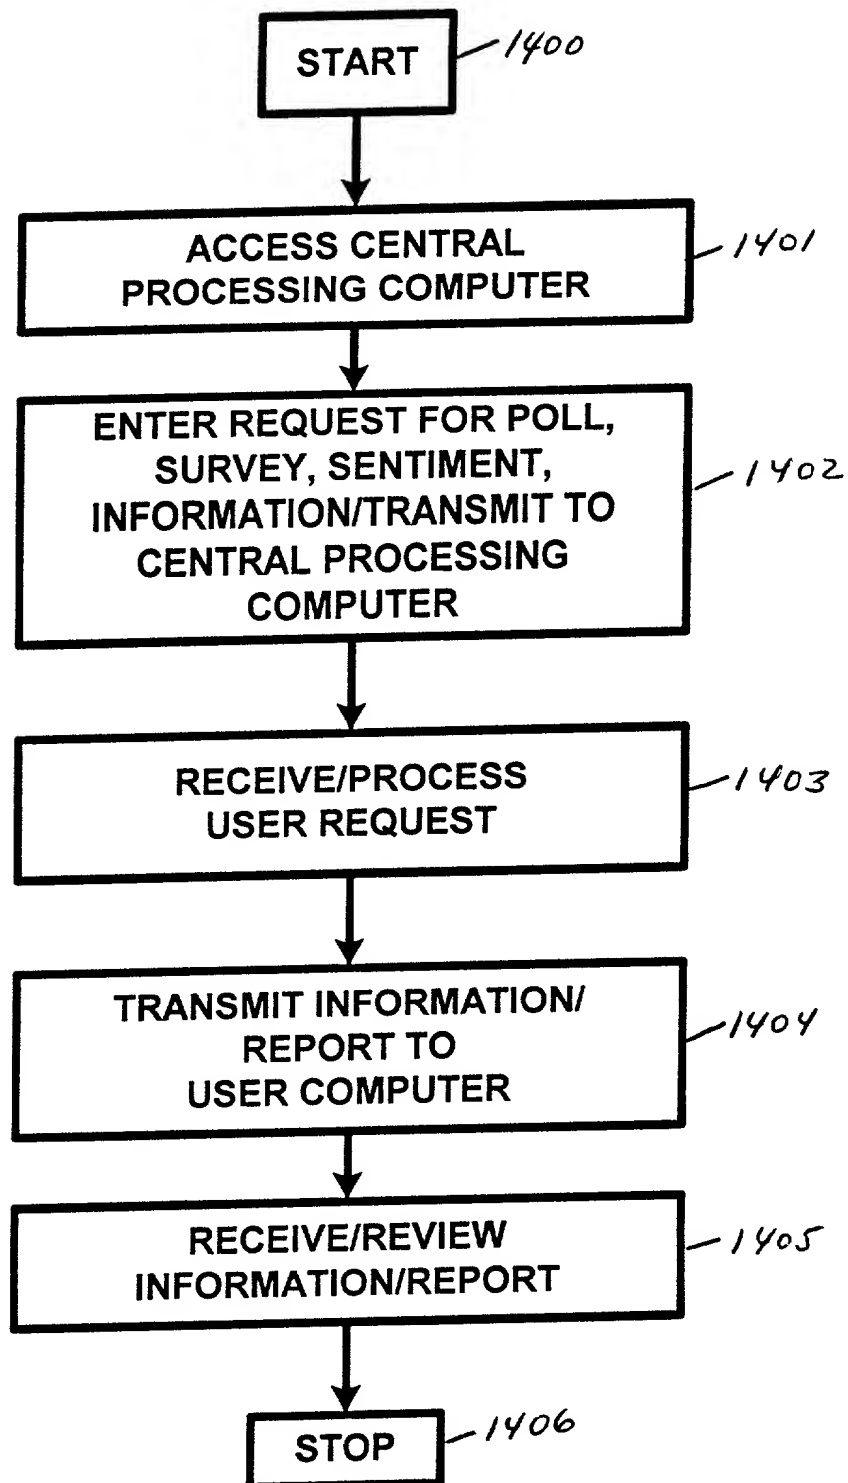 START
1400
ACCESS CENTRAL
PROCESSING COMPUTER
1401
ENTER REQUEST FOR POLL,
SURVEY, SENTIMENT,
INFORMATION/TRANSMIT TO
CENTRAL PROCESSING
COMPUTER
1402
RECEIVE/PROCESS
USER REQUEST
1403
TRANSMIT INFORMATION/
REPORT TO
USER COMPUTER
1404
RECEIVE/REVIEW
INFORMATION/REPORT
1405
STOP
1406